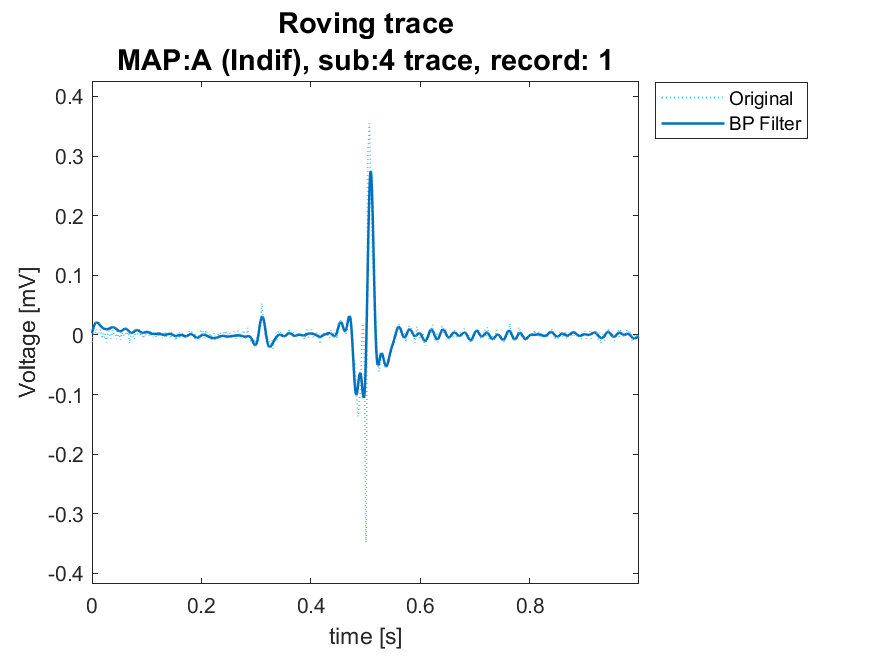 Roving trace
MAP:A (Indif), sub:4 trace, record: 1
Original
BP Filter
0.4
0.3
0.2
0.1
0
-0.1
-0.2
-0.3
-0.4
Voltage [mV]
0
0.2
0.4
0.6
0.8
time [s]